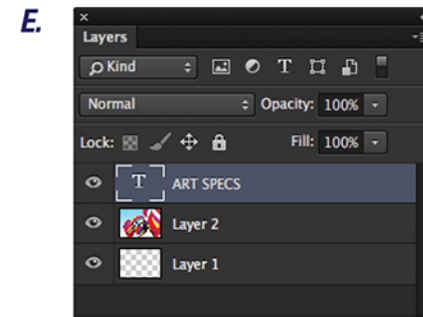 E.
Layers
Kind T
Normal Opacity: 100%
Lock: Fill: 100%
T ART SPECS
Layer 2
Layer 1